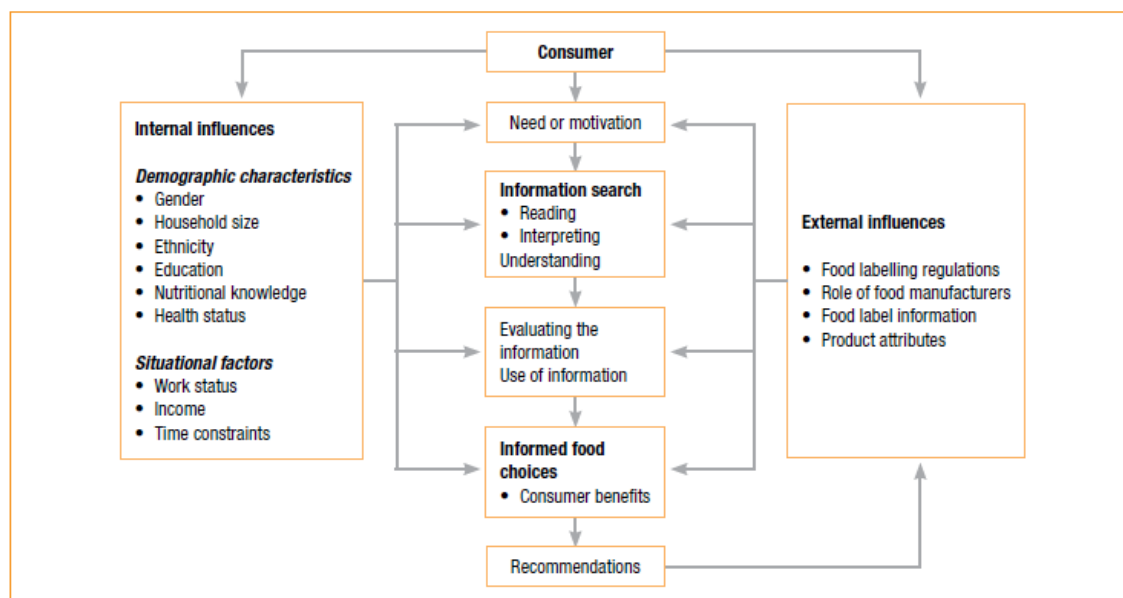 Consumer
Internal influences
Demographic characteristics
• Gender
• Household size
• Ethnicity
• Education
• Nutritional knowledge
• Health status
Situational factors
• Work status
• Income
• Time constraints
Need or motivation
Information search
• Reading
• Interpreting
Understanding
Evaluating the
information
Use of information
Informed food
choices
• Consumer benefits
Recommendations
External influences
• Food labelling regulations
• Role of food manufacturers
• Food label information
• Product attributes